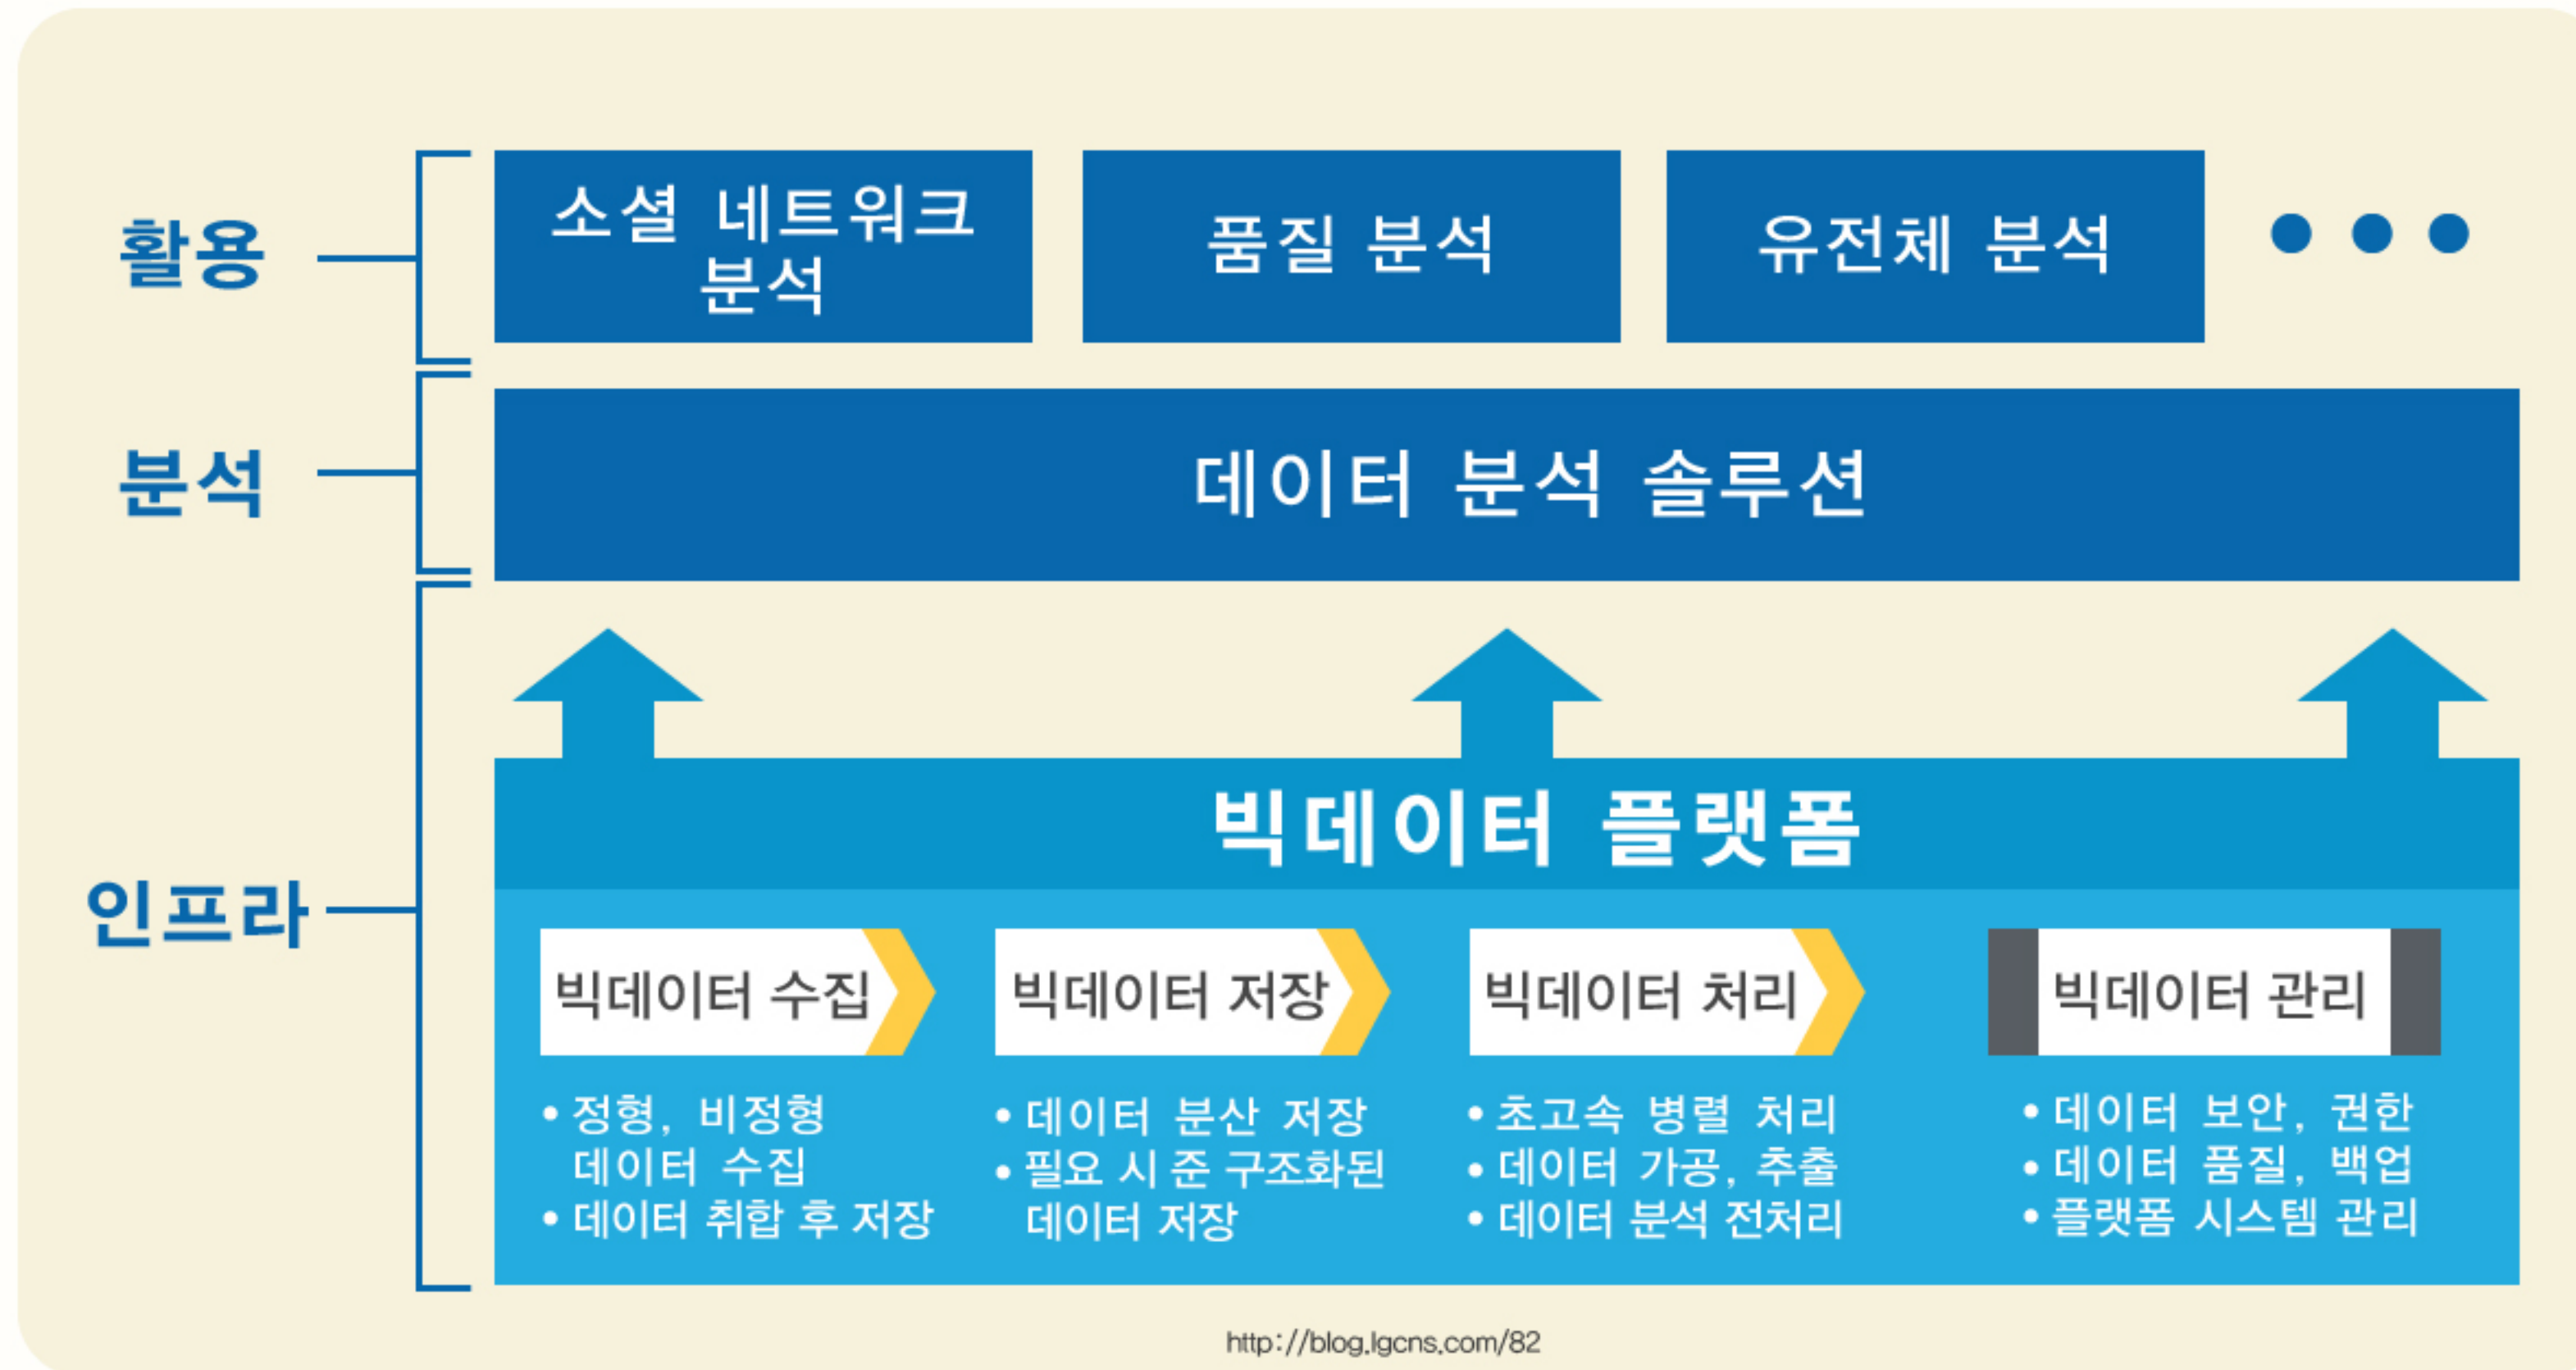 활용
소셜 네트워크
분석
품질 분석
유전체 분석
분석
데이터 분석 솔루션
인프라
빅데이터 플랫폼
빅데이터 수집
• 정형, 비정형
데이터 수집
• 데이터 취합 후 저장
빅데이터 저장
• 데이터 분산 저장
• 필요 시 준 구조화된
데이터 저장
빅데이터 처리
• 초고속 병렬 처리
• 데이터 가공, 추출
• 데이터 분석 전처리
빅데이터 관리
• 데이터 보안, 권한
• 데이터 품질, 백업
• 플랫폼 시스템 관리
http://blog.lgcns.com/82